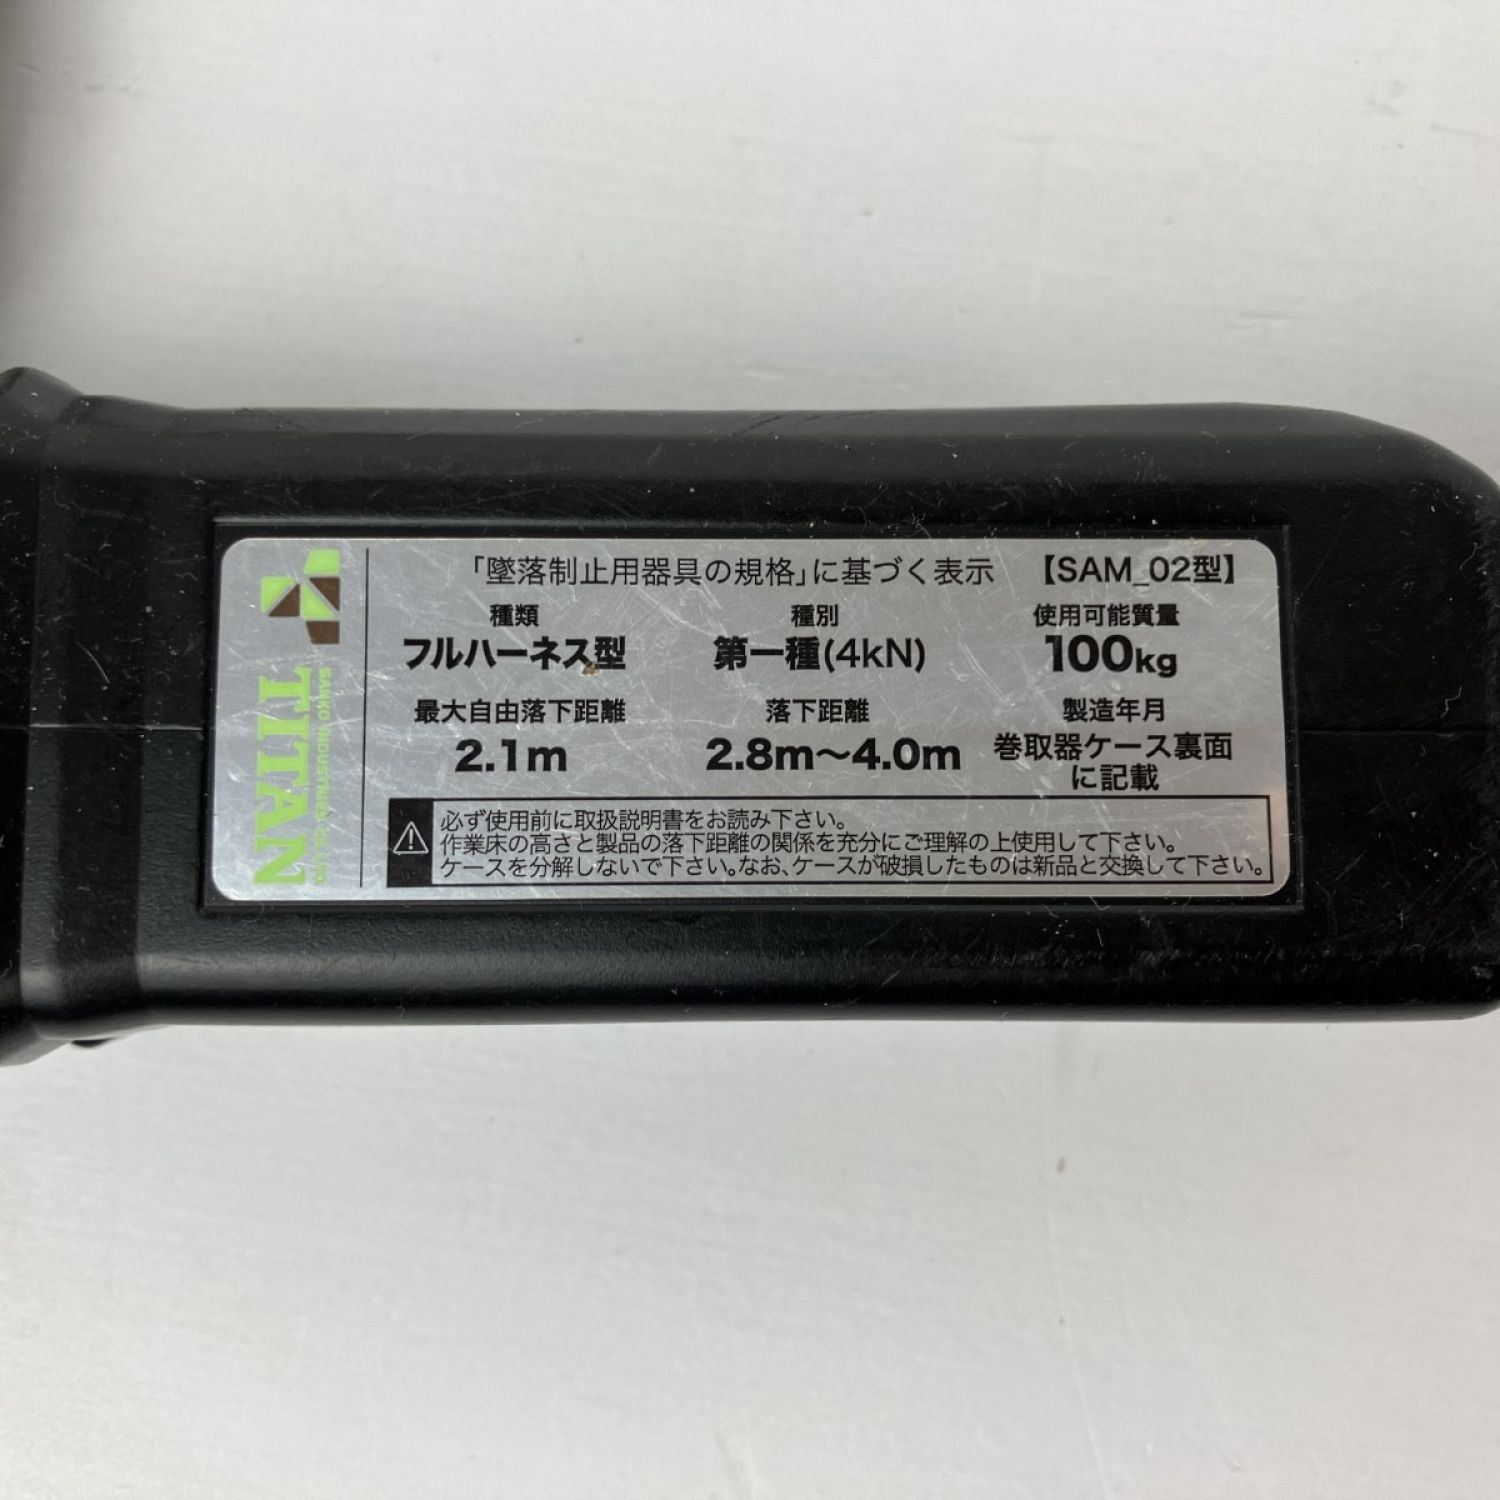 「墜落制止用器具の規格」に基づく表示 【SAM_02型】
種類 種別 使用可能質量
フルハーネス型 第一種(4kN) 100kg
最大自由落下距離 落下距離 製造年月
2.1m 2.8m～4.0m 巻取器ケース裏面
に記載
必ず使用前に取扱説明書をお読み下さい。
作業床の高さと製品の落下距離の関係を充分にご理解の上使用して下さい。
ケースを分解しないで下さい。なお、ケースが破損したものは新品と交換して下さい。
SANKO INDUSTRIES CO.,LTD
TITAN